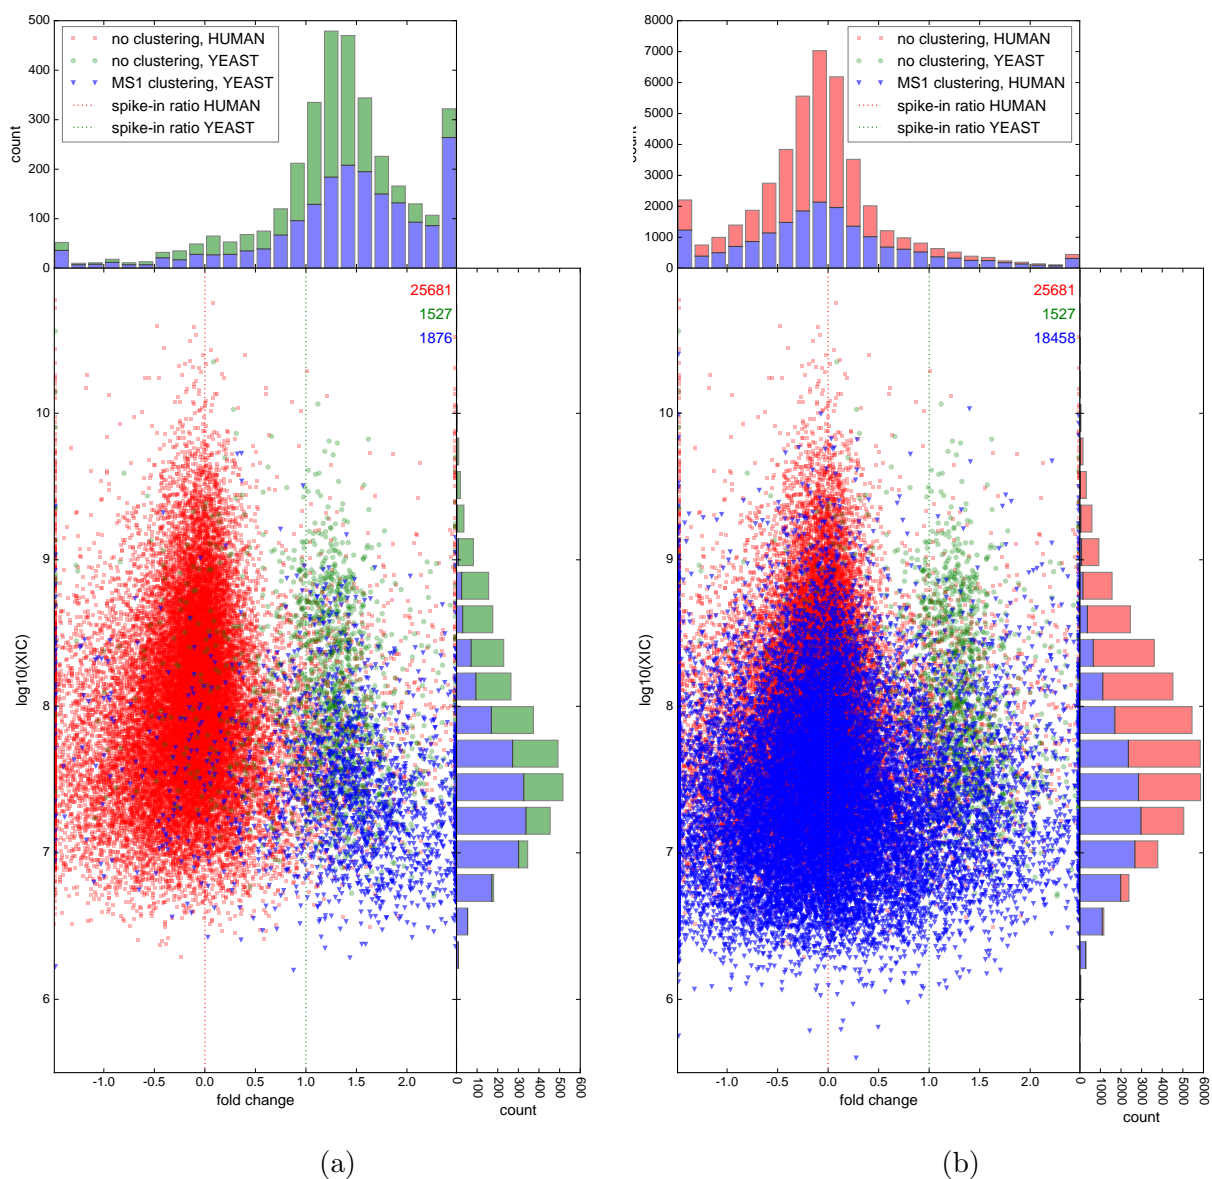 500
400
300
200
100
0
count
no clustering, HUMAN
no clustering, YEAST
MS1 clustering, YEAST
spike-in ratio HUMAN
spike-in ratio YEAST
25681
1527
1876
10
9
8
7
6
log10(XIC)
-1.0 -0.5 0.0 0.5 1.0 1.5 2.0
fold change
0 100 200 300 400 500 600
count
(a)
8000
7000
6000
5000
4000
3000
2000
1000
0
count
no clustering, HUMAN
no clustering, YEAST
MS1 clustering, HUMAN
spike-in ratio HUMAN
spike-in ratio YEAST
25681
1527
18458
10
9
8
7
6
log10(XIC)
-1.0 -0.5 0.0 0.5 1.0 1.5 2.0
fold change
0 1000 2000 3000 4000 5000 6000
count
(b)